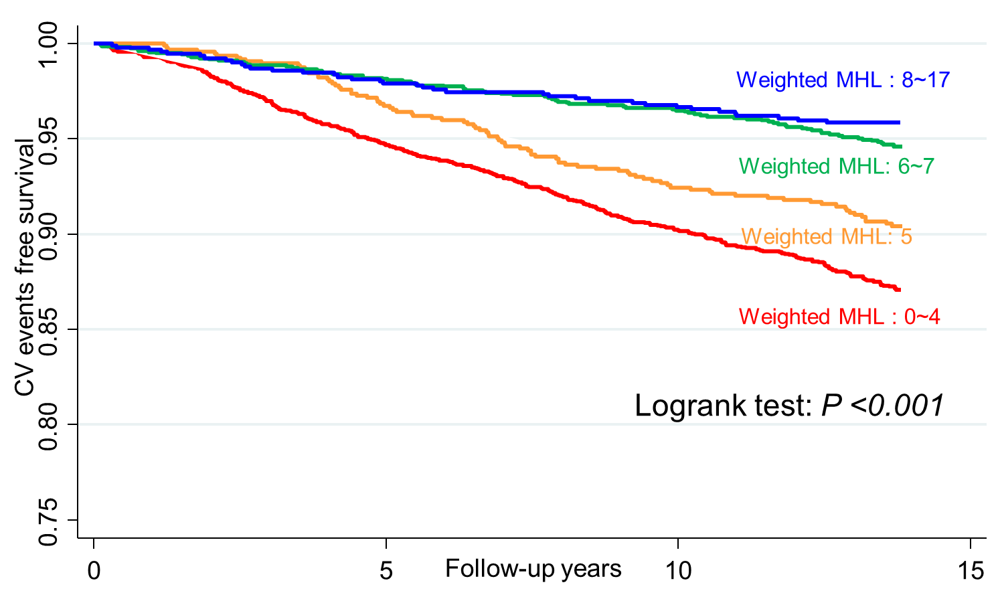 CV events free survival
1.00
0.95
0.90
0.85
0.80
0.75
Weighted MHL : 8~17
Weighted MHL: 6~7
Weighted MHL: 5
Weighted MHL : 0~4
Logrank test: P <0.001
0 5 10 15
Follow-up years